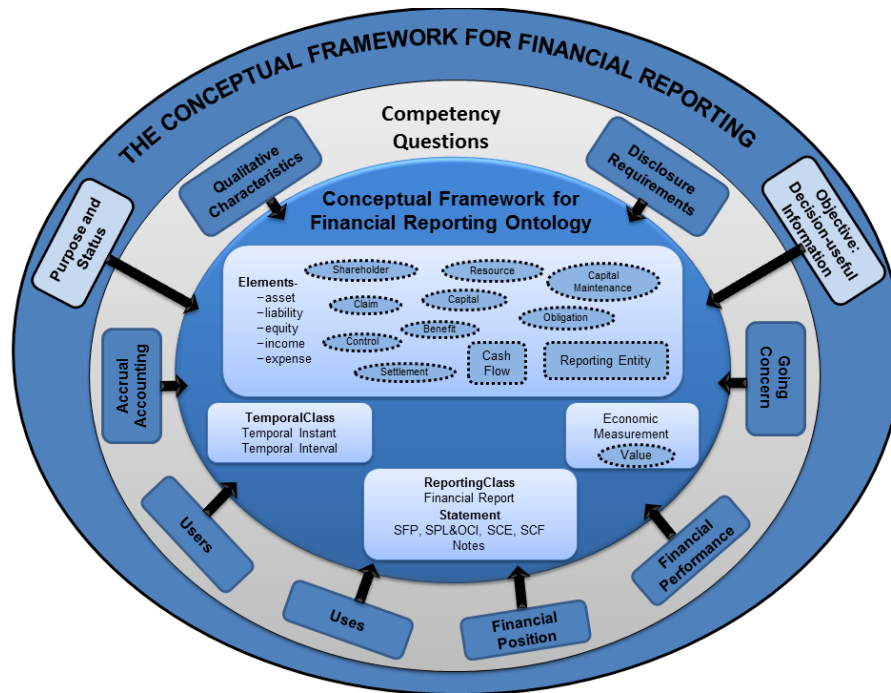 THE CONCEPTUAL FRAMEWORK FOR FINANCIAL REPORTING
Competency
Questions
Qualitative
Characteristics
Disclosure
Requirements
Purpose and
Status
Objective:
Decision-useful
Information
Conceptual Framework for
Financial Reporting Ontology
Elements-
–asset
–liability
–equity
–income
–expense
Shareholder
Resource
Capital
Maintenance
Claim
Capital
Obligation
Control
Benefit
Settlement
Cash
Flow
Reporting Entity
Accrual
Accounting
Going
Concern
TemporalClass
Temporal Instant
Temporal Interval
Economic
Measurement
Value
ReportingClass
Financial Report
Statement
SFP, SPL&OCI, SCE, SCF
Notes
Users
Uses
Financial
Position
Financial
Performance